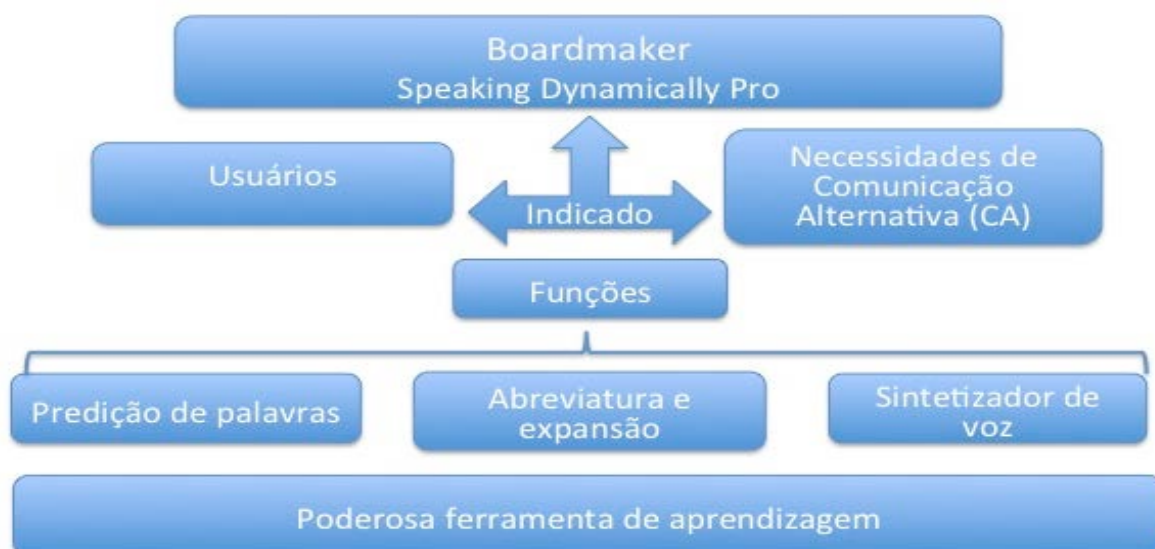 Boardmaker
Speaking Dynamically Pro
Usuários
Necessidades de
Comunicação
Alternativa (CA)
Indicado
Funções
Predição de palavras
Abreviatura e
expansão
Sintetizador de
voz
Poderosa ferramenta de aprendizagem